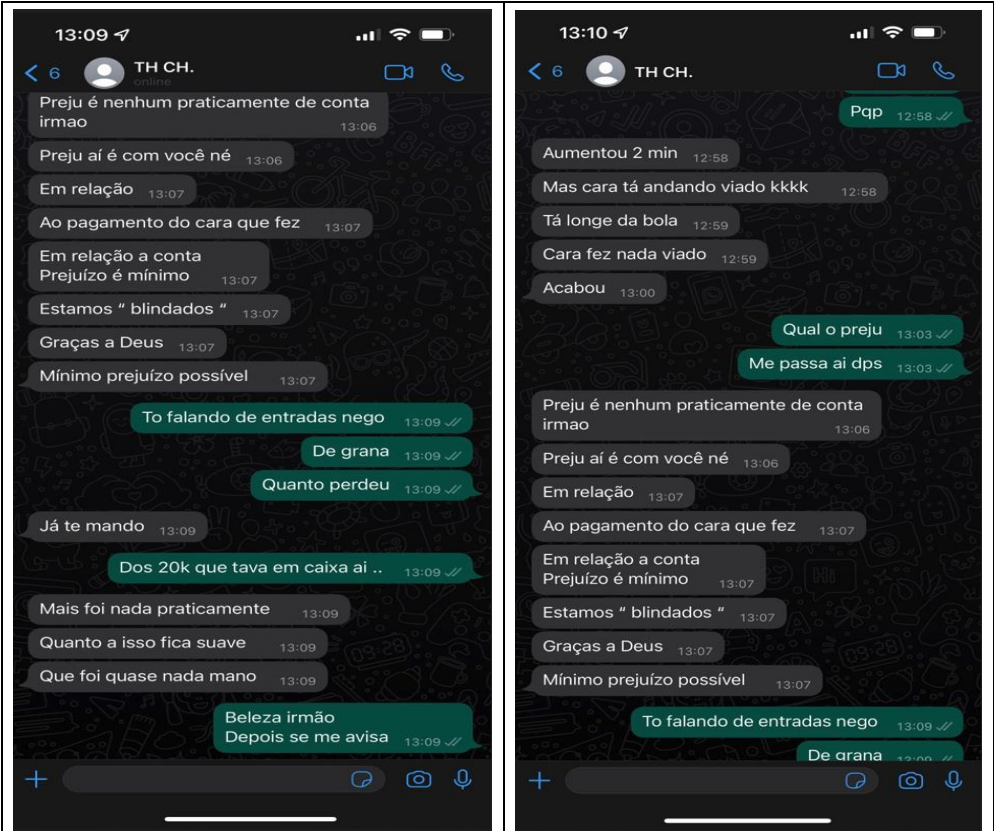 13:09
6
TH CH.
online
Preju é nenhum praticamente de conta
irmao
13:06
Preju aí é com você né 13:06
Em relação 13:07
Ao pagamento do cara que fez 13:07
Em relação a conta
Prejuízo é mínimo 13:07
Estamos “ blindados “ 13:07
Graças a Deus 13:07
Mínimo prejuízo possível 13:07
To falando de entradas nego 13:09
De grana 13:09
Quanto perdeu 13:09
Já te mando 13:09
Dos 20k que tava em caixa ai .. 13:09
Mais foi nada praticamente 13:09
Quanto a isso fica suave 13:09
Que foi quase nada mano 13:09
Beleza irmão
Depois se me avisa 13:09
13:10
6
TH CH.
Pqp 12:58
Aumentou 2 min 12:58
Mas cara tá andando viado kkkk 12:58
Tá longe da bola 12:59
Cara fez nada viado 12:59
Acabou 13:00
Qual o preju 13:03
Me passa ai dps 13:03
Preju é nenhum praticamente de conta
irmao
13:06
Preju aí é com você né 13:06
Em relação 13:07
Ao pagamento do cara que fez 13:07
Em relação a conta
Prejuízo é mínimo 13:07
Estamos “ blindados “ 13:07
Graças a Deus 13:07
Mínimo prejuízo possível 13:07
To falando de entradas nego 13:09
De grana 13:09